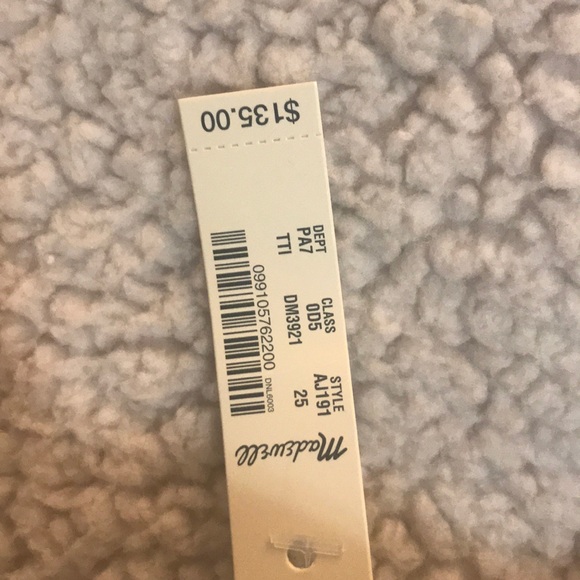 Madewell
DEPT CLASS STYLE
PA7 0D5 AJ191
TTI DM3921 25
099105762200 DNL6003
$135.00